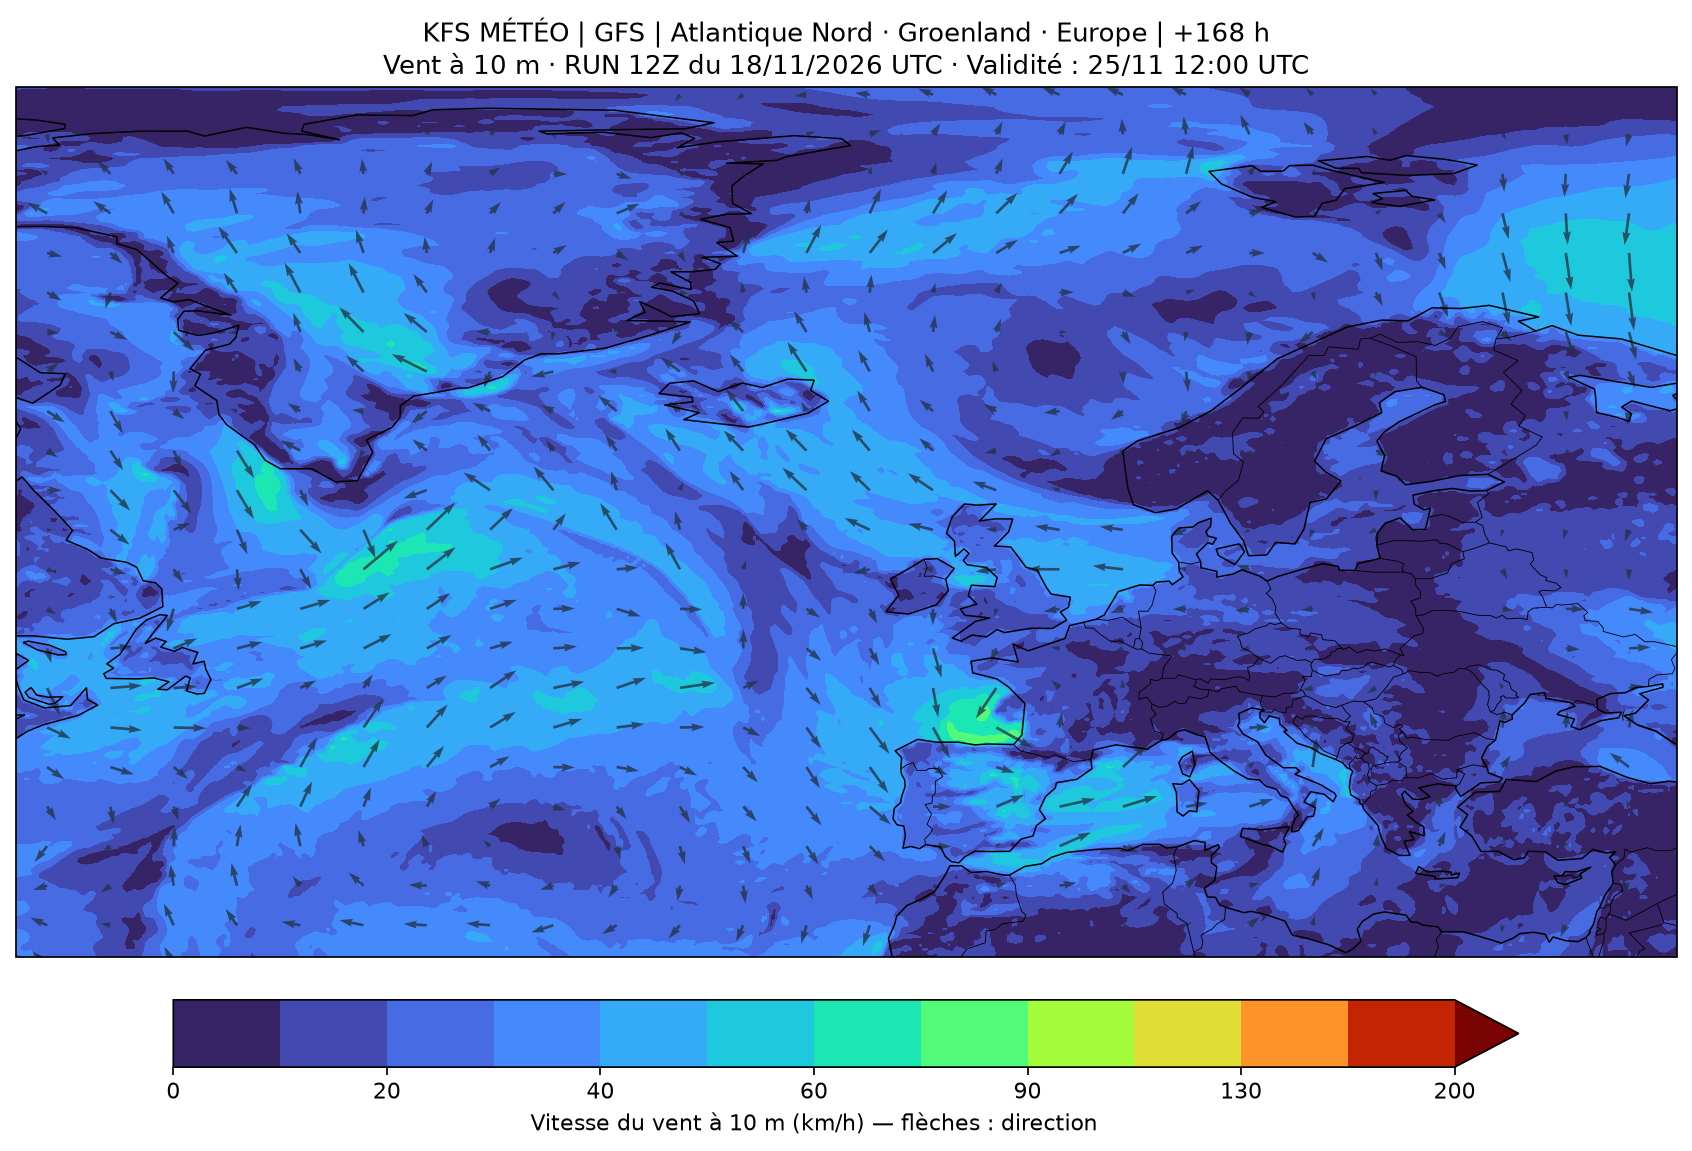 KFS MÉTÉO | GFS | Atlantique Nord · Groenland · Europe | +168 h
Vent à 10 m · RUN 12Z du 18/11/2026 UTC · Validité : 25/11 12:00 UTC
0 20 40 60 90 130 200
Vitesse du vent à 10 m (km/h) — flèches : direction